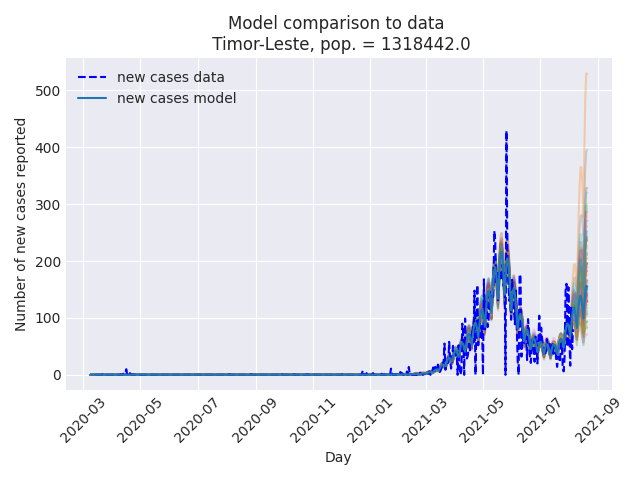 Model comparison to data
Timor-Leste, pop. = 1318442.0
new cases data
new cases model
Number of new cases reported
500
400
300
200
100
0
2020-03
2020-05
2020-07
2020-09
2020-11
2021-01
2021-03
2021-05
2021-07
2021-09
Day